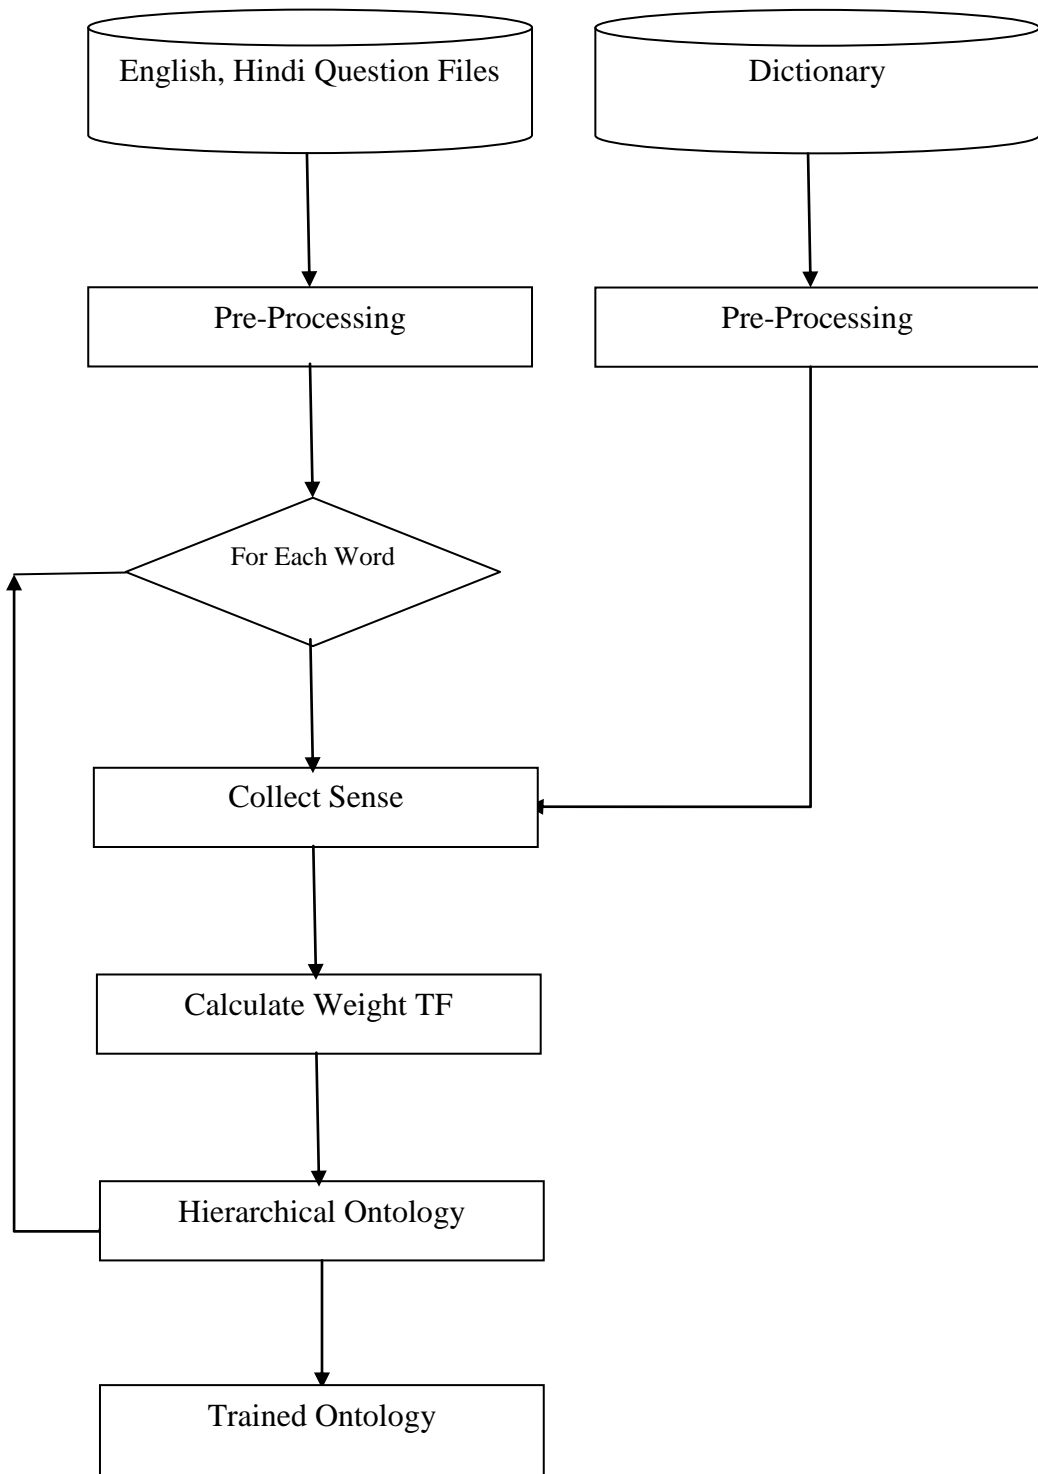 English, Hindi Question Files
Dictionary
Pre-Processing
Pre-Processing
For Each Word
Collect Sense
Calculate Weight TF
Hierarchical Ontology
Trained Ontology